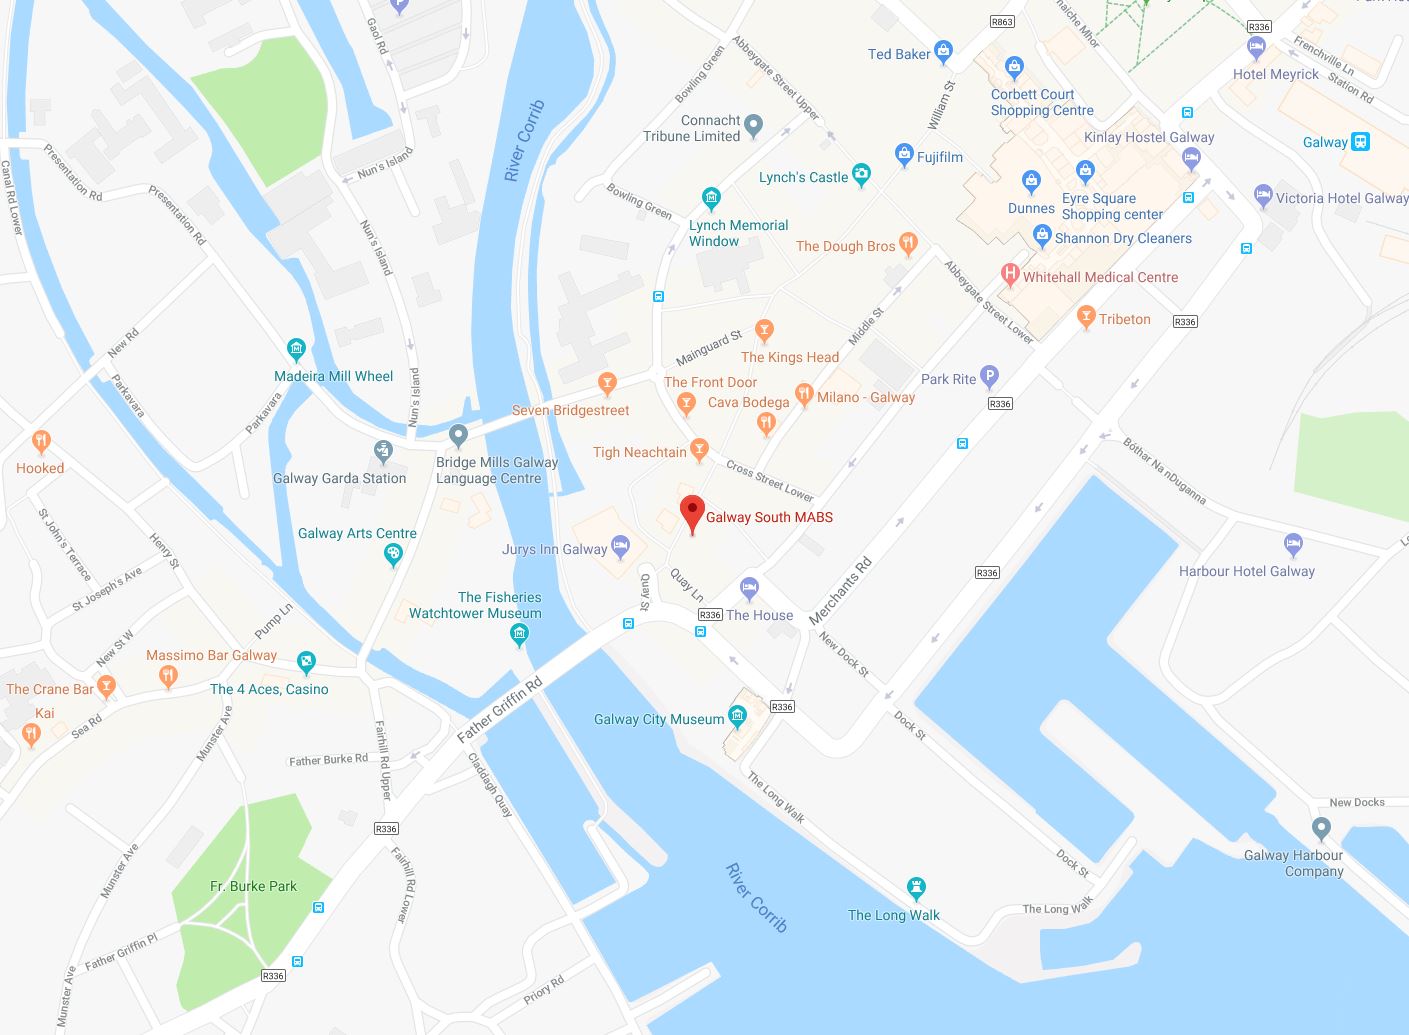 R863
R336
Gaol Rd
Frenchville Ln
Station Rd
Ted Baker
Hotel Meyrick
Abbeygate Street Upper
Bowling Green
Corbett Court
Shopping Centre
William St
River Corrib
Connacht
Tribune Limited
Kinlay Hostel Galway
Galway
Fujifilm
Nun's Island
Presentation Rd
Canal Rd Lower
Lynch's Castle
Dunnes
Eyre Square
Shopping center
Victoria Hotel Galway
Presentation Rd
Bowling Green
Lynch Memorial
Window
Shannon Dry Cleaners
The Dough Bros
Nun's Island
Whitehall Medical Centre
Abbeygate Street Lower
Middle St
Tribeton
R336
New Rd
Mainguard St
The Kings Head
Madeira Mill Wheel
Park Rite
The Front Door
Nun's Island
Parkavara
Parkavara
Cava Bodega
Milano - Galway
R336
Seven Bridgestreet
Tigh Neachtain
Hooked
Galway Garda Station
Bridge Mills Galway
Language Centre
Cross Street Lower
Bóthar Na nDuganna
Galway South MABS
St John's Terrace
Galway Arts Centre
Henry St
Jurys Inn Galway
Harbour Hotel Galway
R336
St Joseph's Ave
Quay St
Quay Ln
Merchants Rd
The Fisheries
Watchtower Museum
R336
The House
Pump Ln
New St W
New Dock St
Massimo Bar Galway
The Crane Bar
The 4 Aces, Casino
Father Griffin Rd
R336
Kai
Sea Rd
Munster Ave
Galway City Museum
Dock St
Fairhill Rd Upper
Father Burke Rd
Claddagh Quay
The Long Walk
New Docks
R336
Galway Harbour
Company
Munster Ave
Fairhill Rd Lower
Dock St
Fr. Burke Park
River Corrib
The Long Walk
The Long Walk
Father Griffin Pl
R336
Munster Ave
Priory Rd